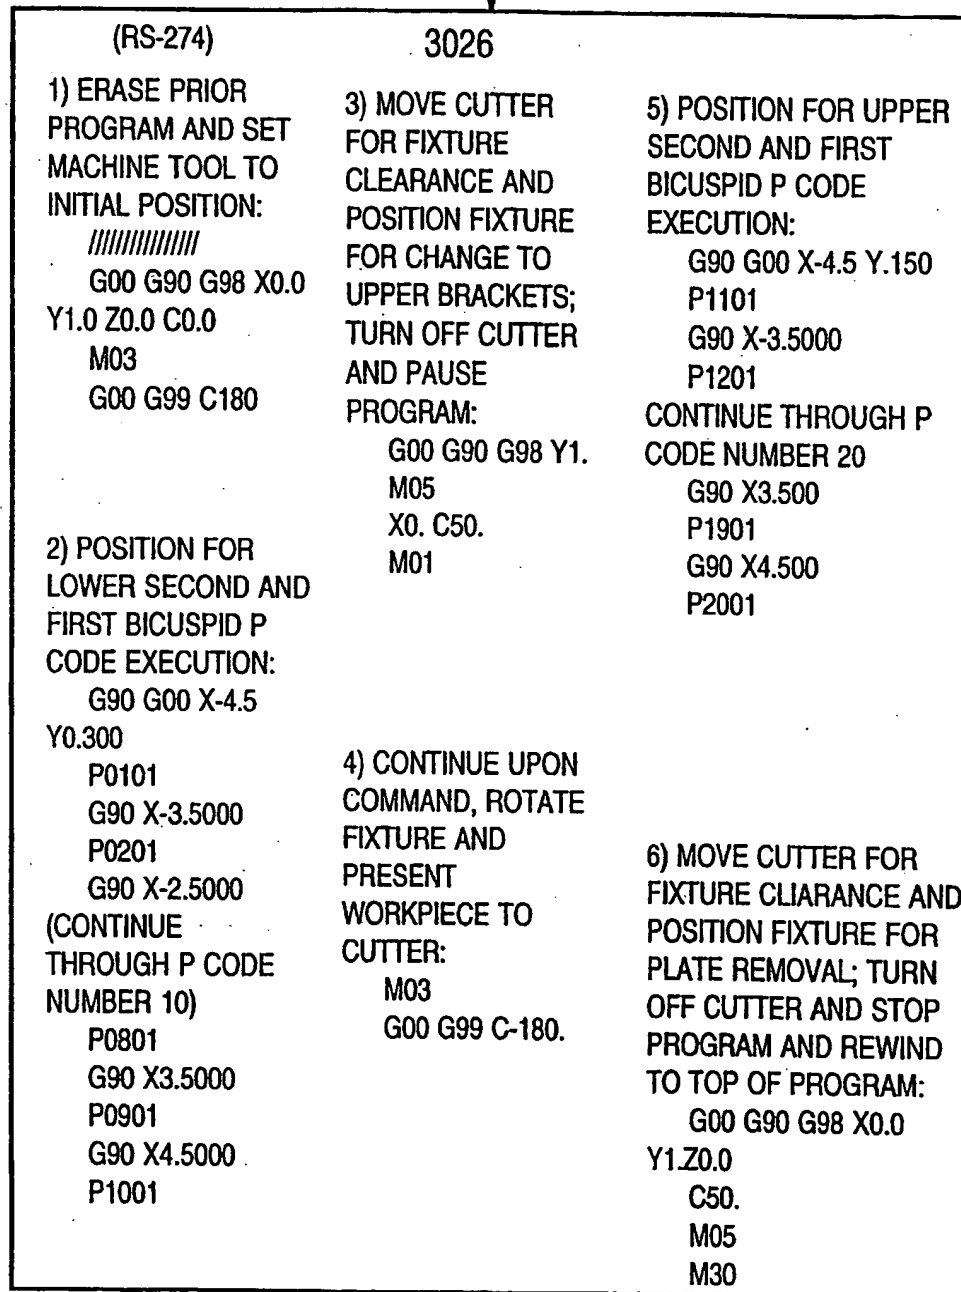 (RS-274)
3026
1) ERASE PRIOR
PROGRAM AND SET
MACHINE TOOL TO
INITIAL POSITION:
////////////////
G00 G90 G98 X0.0
Y1.0 Z0.0 C0.0
M03
G00 G99 C180
2) POSITION FOR
LOWER SECOND AND
FIRST BICUSPID P
CODE EXECUTION:
G90 G00 X-4.5
Y0.300
P0101
G90 X-3.5000
P0201
G90 X-2.5000
(CONTINUE
THROUGH P CODE
NUMBER 10)
P0801
G90 X3.5000
P0901
G90 X4.5000
P1001
3) MOVE CUTTER
FOR FIXTURE
CLEARANCE AND
POSITION FIXTURE
FOR CHANGE TO
UPPER BRACKETS;
TURN OFF CUTTER
AND PAUSE
PROGRAM:
G00 G90 G98 Y1.
M05
X0. C50.
M01
4) CONTINUE UPON
COMMAND, ROTATE
FIXTURE AND
PRESENT
WORKPIECE TO
CUTTER:
M03
G00 G99 C-180.
5) POSITION FOR UPPER
SECOND AND FIRST
BICUSPID P CODE
EXECUTION:
G90 G00 X-4.5 Y.150
P1101
G90 X-3.5000
P1201
CONTINUE THROUGH P
CODE NUMBER 20
G90 X3.500
P1901
G90 X4.500
P2001
6) MOVE CUTTER FOR
FIXTURE CLIARANCE AND
POSITION FIXTURE FOR
PLATE REMOVAL; TURN
OFF CUTTER AND STOP
PROGRAM AND REWIND
TO TOP OF PROGRAM:
G00 G90 G98 X0.0
Y1.Z0.0
C50.
M05
M30